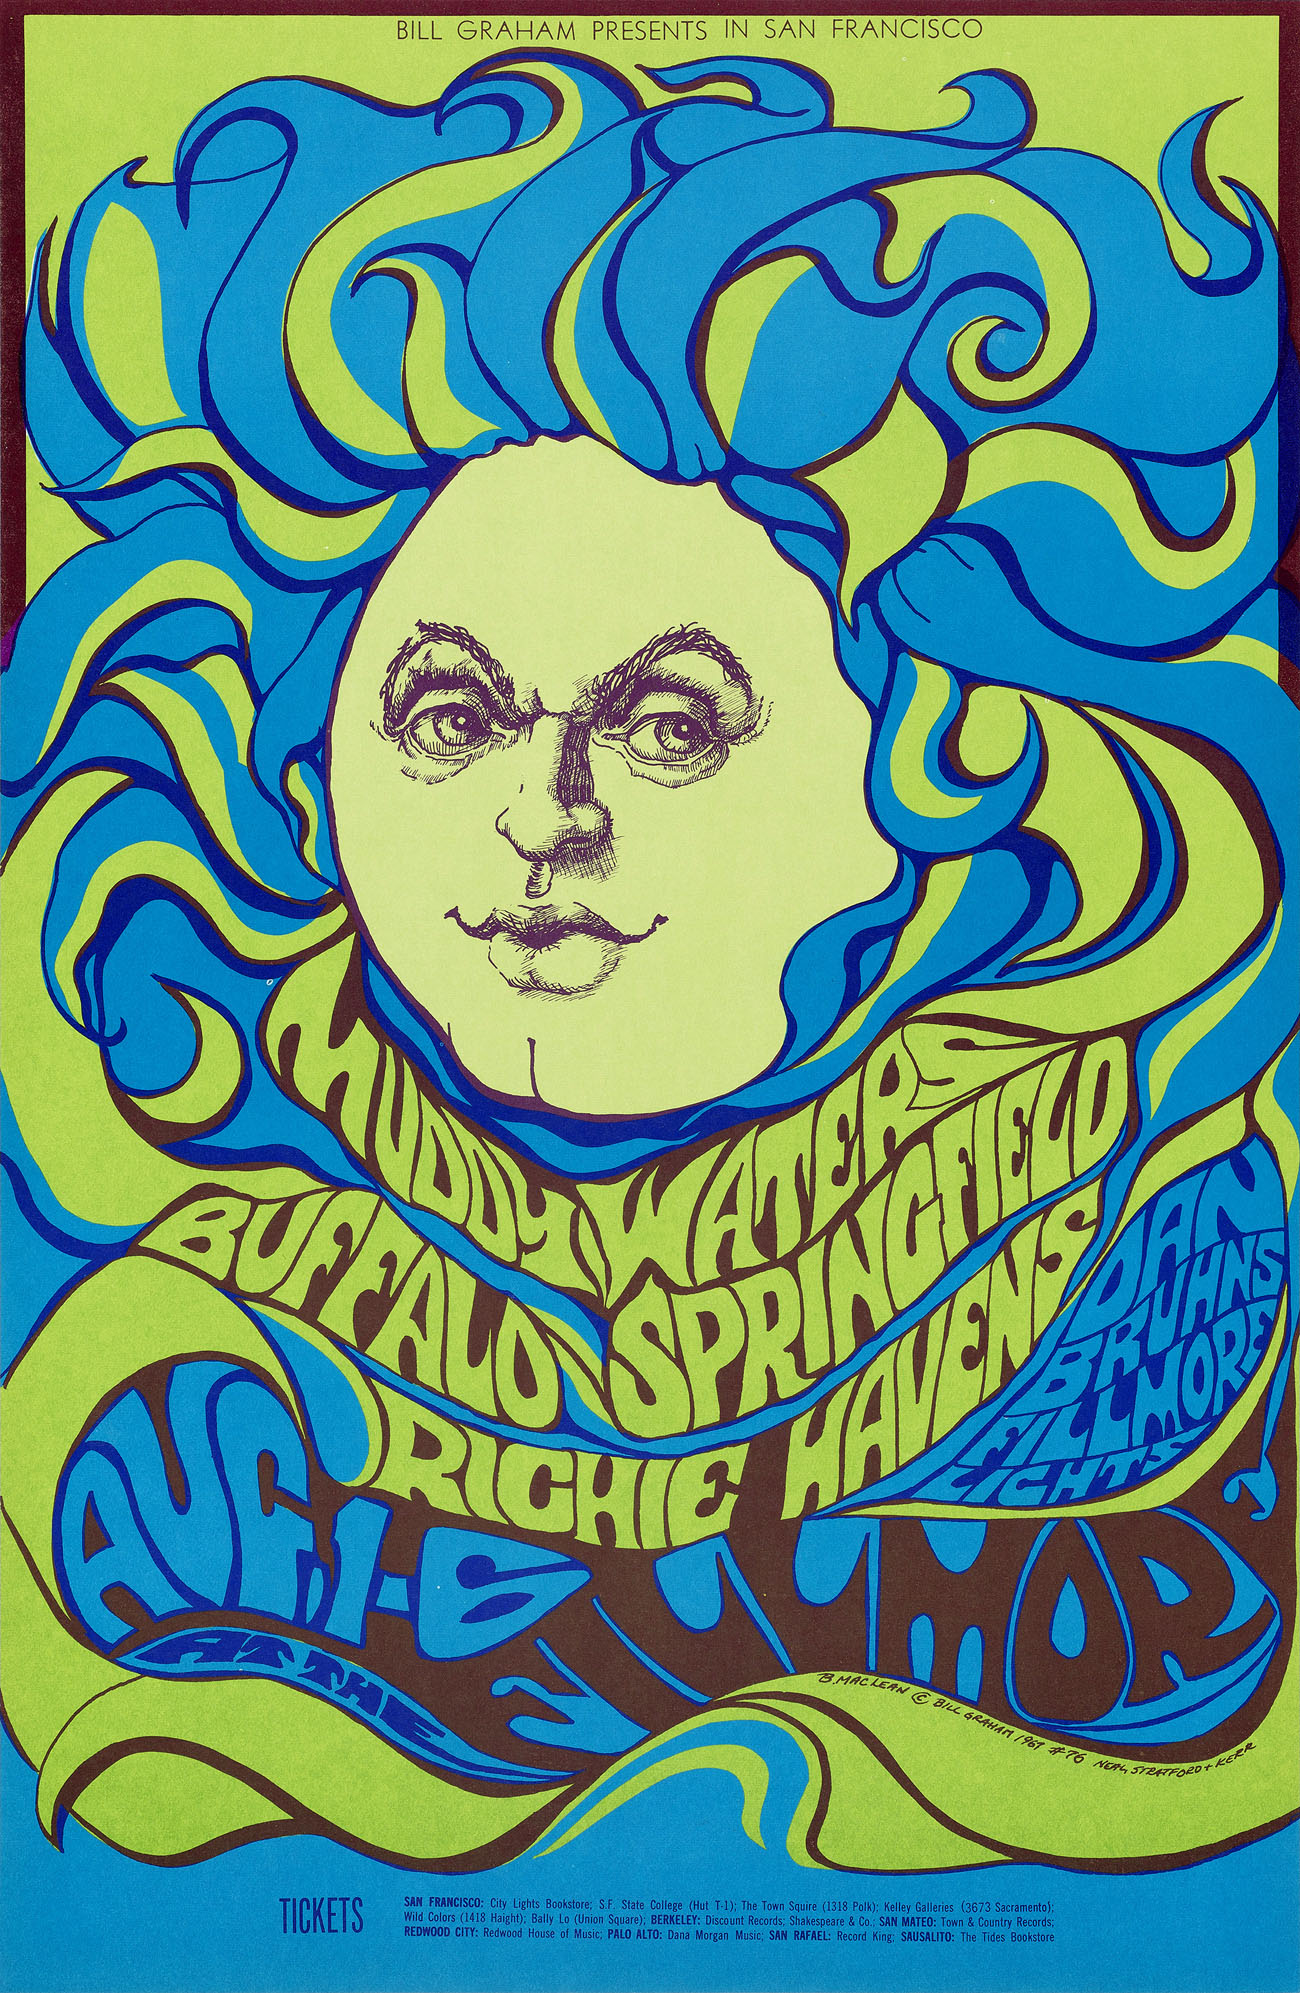 BILL GRAHAM PRESENTS IN SAN FRANCISCO
MUDDY WATERS
BUFFALO SPRINGFIELD
RICHIE HAVENS
DAN
BRUHNS
FILLMORE
LIGHTS
AUG. 1-6
AT THE
FILLMORE
B. MACLEAN © BILL GRAHAM 1967 #76 NEAL, STRATFORD + KERR
TICKETS
SAN FRANCISCO: City Lights Bookstore; S.F. State College (Hut T-1); The Town Squire (1318 Polk); Kelley Galleries (3673 Sacramento);
Wild Colors (1418 Haight); Bally Lo (Union Square); BERKELEY: Discount Records; Shakespeare & Co.; SAN MATEO: Town & Country Records;
REDWOOD CITY: Redwood House of Music; PALO ALTO: Dana Morgan Music; SAN RAFAEL: Record King; SAUSALITO: The Tides Bookstore